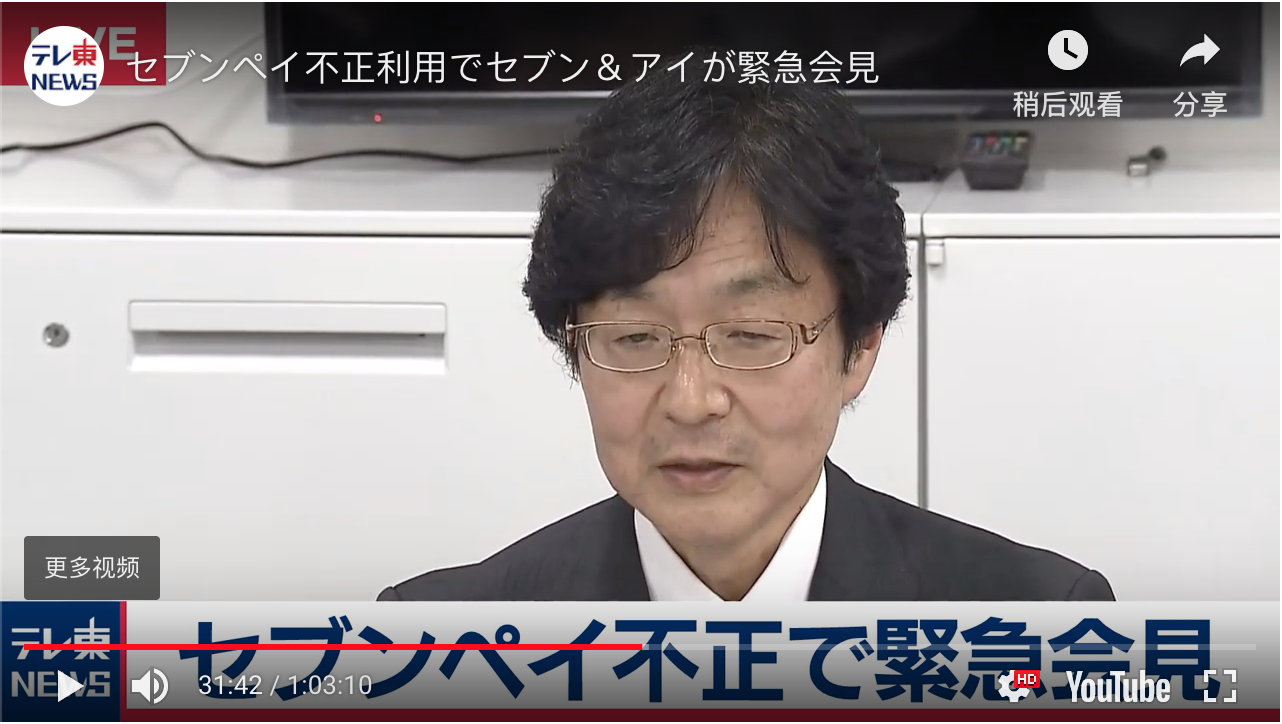 LIVE
テレ東
NEWS
セブンペイ不正利用でセブン＆アイが緊急会見
稍后观看
分享
更多视频
テレ東
NEWS
セブンペイ不正で緊急会見
31:42 / 1:03:10
HD
YouTube